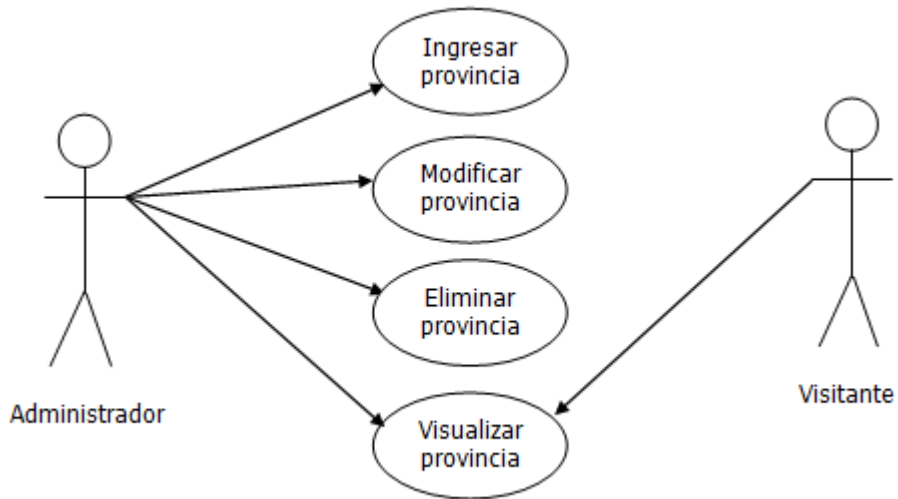 Ingresar
provincia
Modificar
provincia
Eliminar
provincia
Visualizar
provincia
Administrador
Visitante